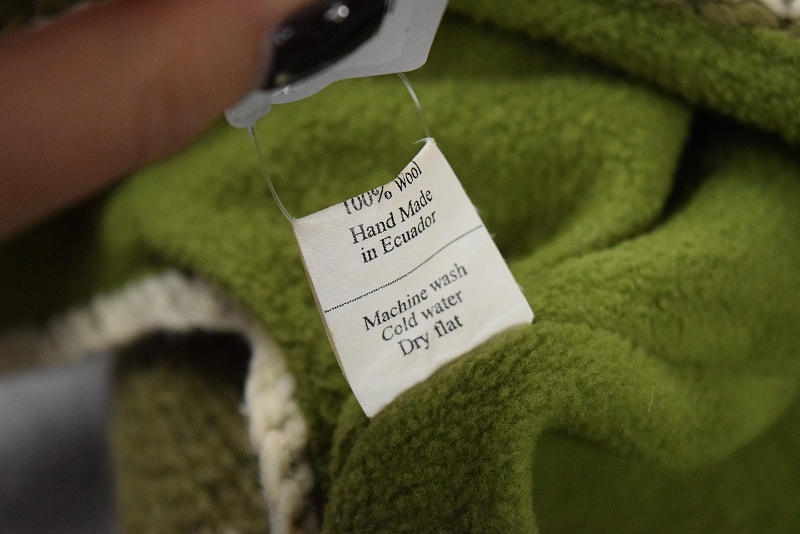 100% Wool
Hand Made
in Ecuador
Machine wash
Cold water
Dry flat